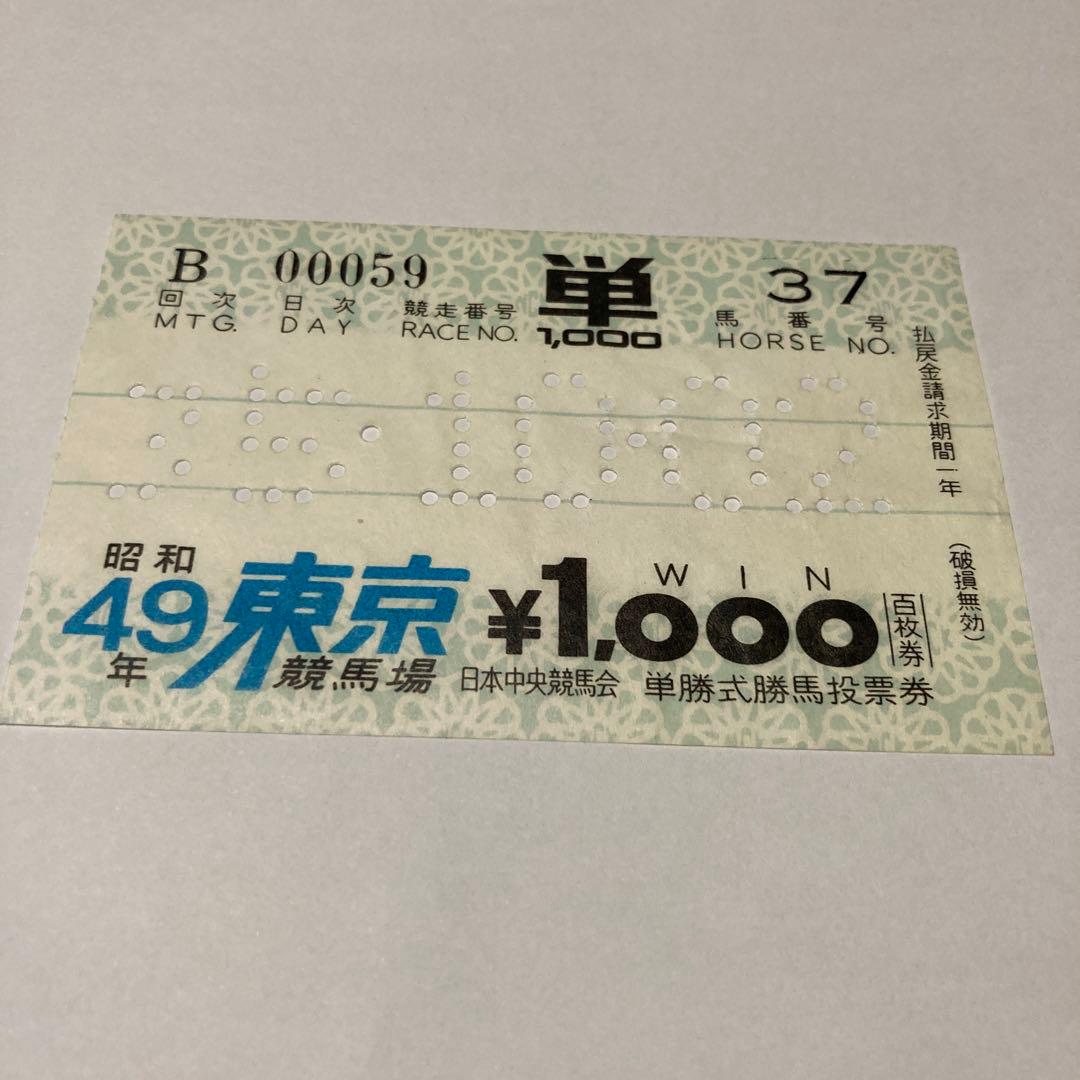 B 00059 単 37
回次 日次 競走番号 1,000 馬番号
MTG. DAY RACE NO. HORSE NO.
払戻金請求期間一年
(破損無効)
昭和
49
年
東京
競馬場
WIN
¥1,000
百枚券
日本中央競馬会 単勝式勝馬投票券